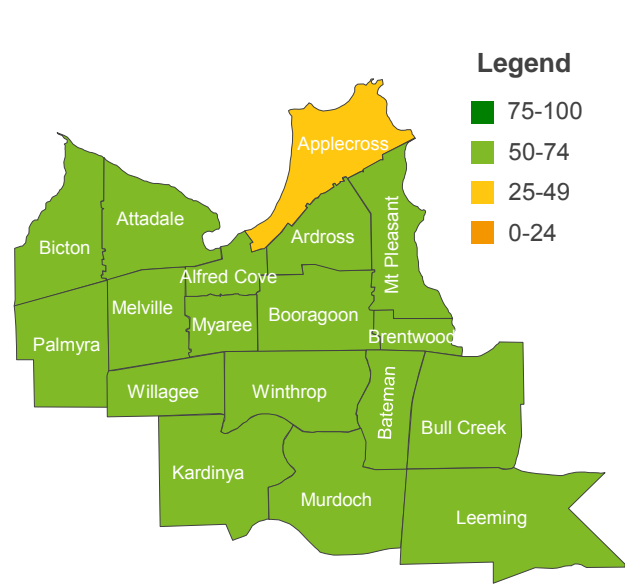 Legend
75-100
50-74
25-49
0-24
Applecross
Attadale
Bicton
Ardross
Mt Pleasant
Alfred Cove
Melville
Booragoon
Myaree
Palmyra
Brentwood
Willagee
Winthrop
Bateman
Bull Creek
Kardinya
Murdoch
Leeming